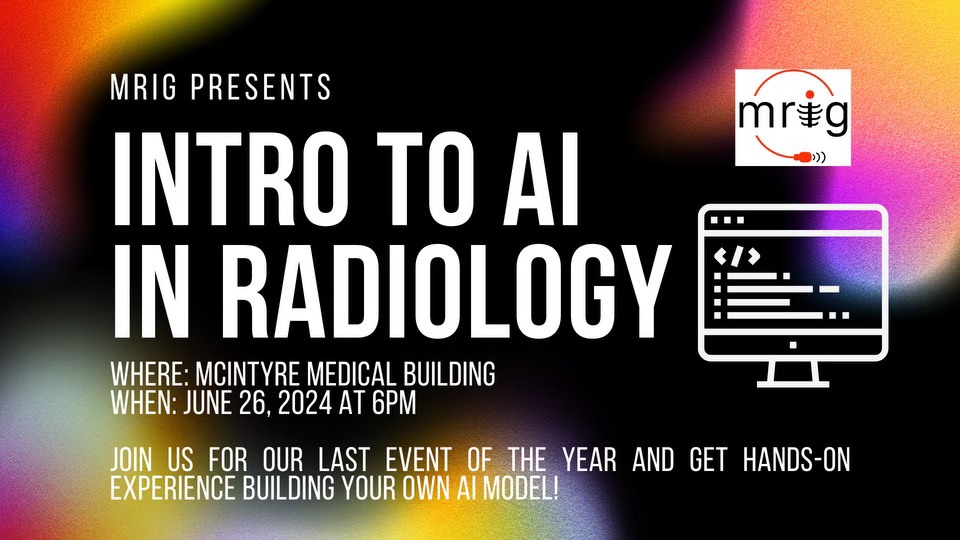 MRIG PRESENTS
mrig
INTRO TO AI
IN RADIOLOGY
</>
WHERE: MCINTYRE MEDICAL BUILDING
WHEN: JUNE 26, 2024 AT 6PM
JOIN US FOR OUR LAST EVENT OF THE YEAR AND GET HANDS-ON
EXPERIENCE BUILDING YOUR OWN AI MODEL!